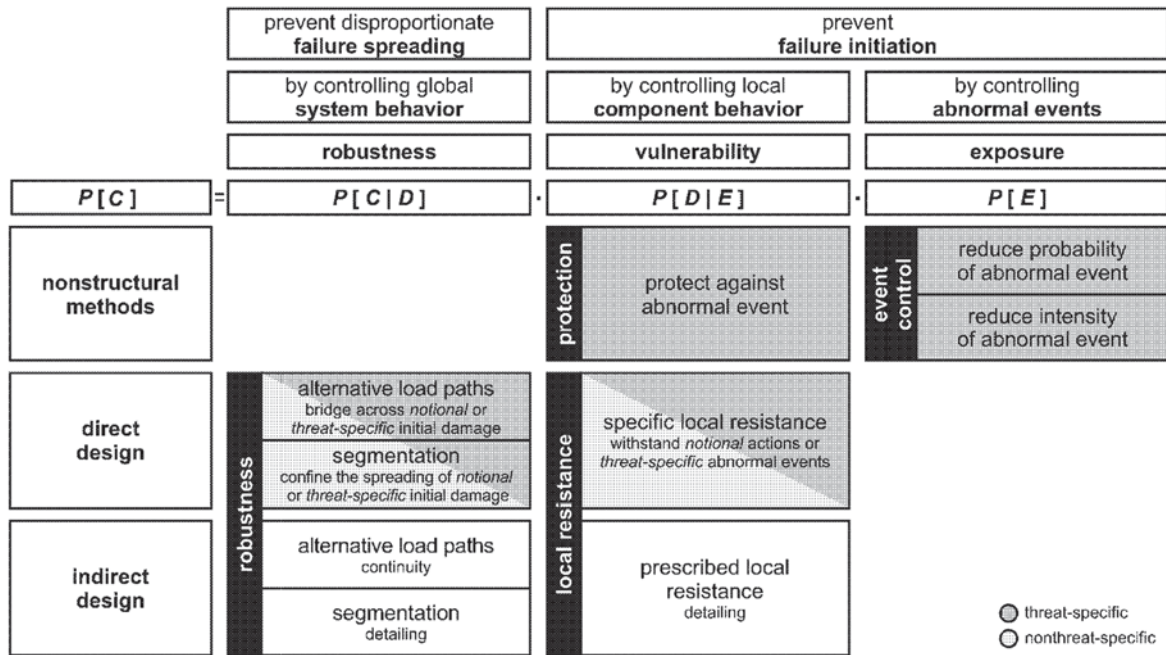 prevent disproportionate
failure spreading
prevent
failure initiation
by controlling global
system behavior
by controlling local
component behavior
by controlling
abnormal events
robustness
vulnerability
exposure
P [ C ]
=
P [ C | D ]
·
P [ D | E ]
·
P [ E ]
nonstructural
methods
protection
protect against
abnormal event
event
control
reduce probability
of abnormal event
reduce intensity
of abnormal event
direct
design
robustness
alternative load paths
bridge across notional or
threat-specific initial damage
segmentation
confine the spreading of notional
or threat-specific initial damage
local resistance
specific local resistance
withstand notional actions or
threat-specific abnormal events
indirect
design
alternative load paths
continuity
segmentation
detailing
prescribed local
resistance
detailing
threat-specific
nonthreat-specific